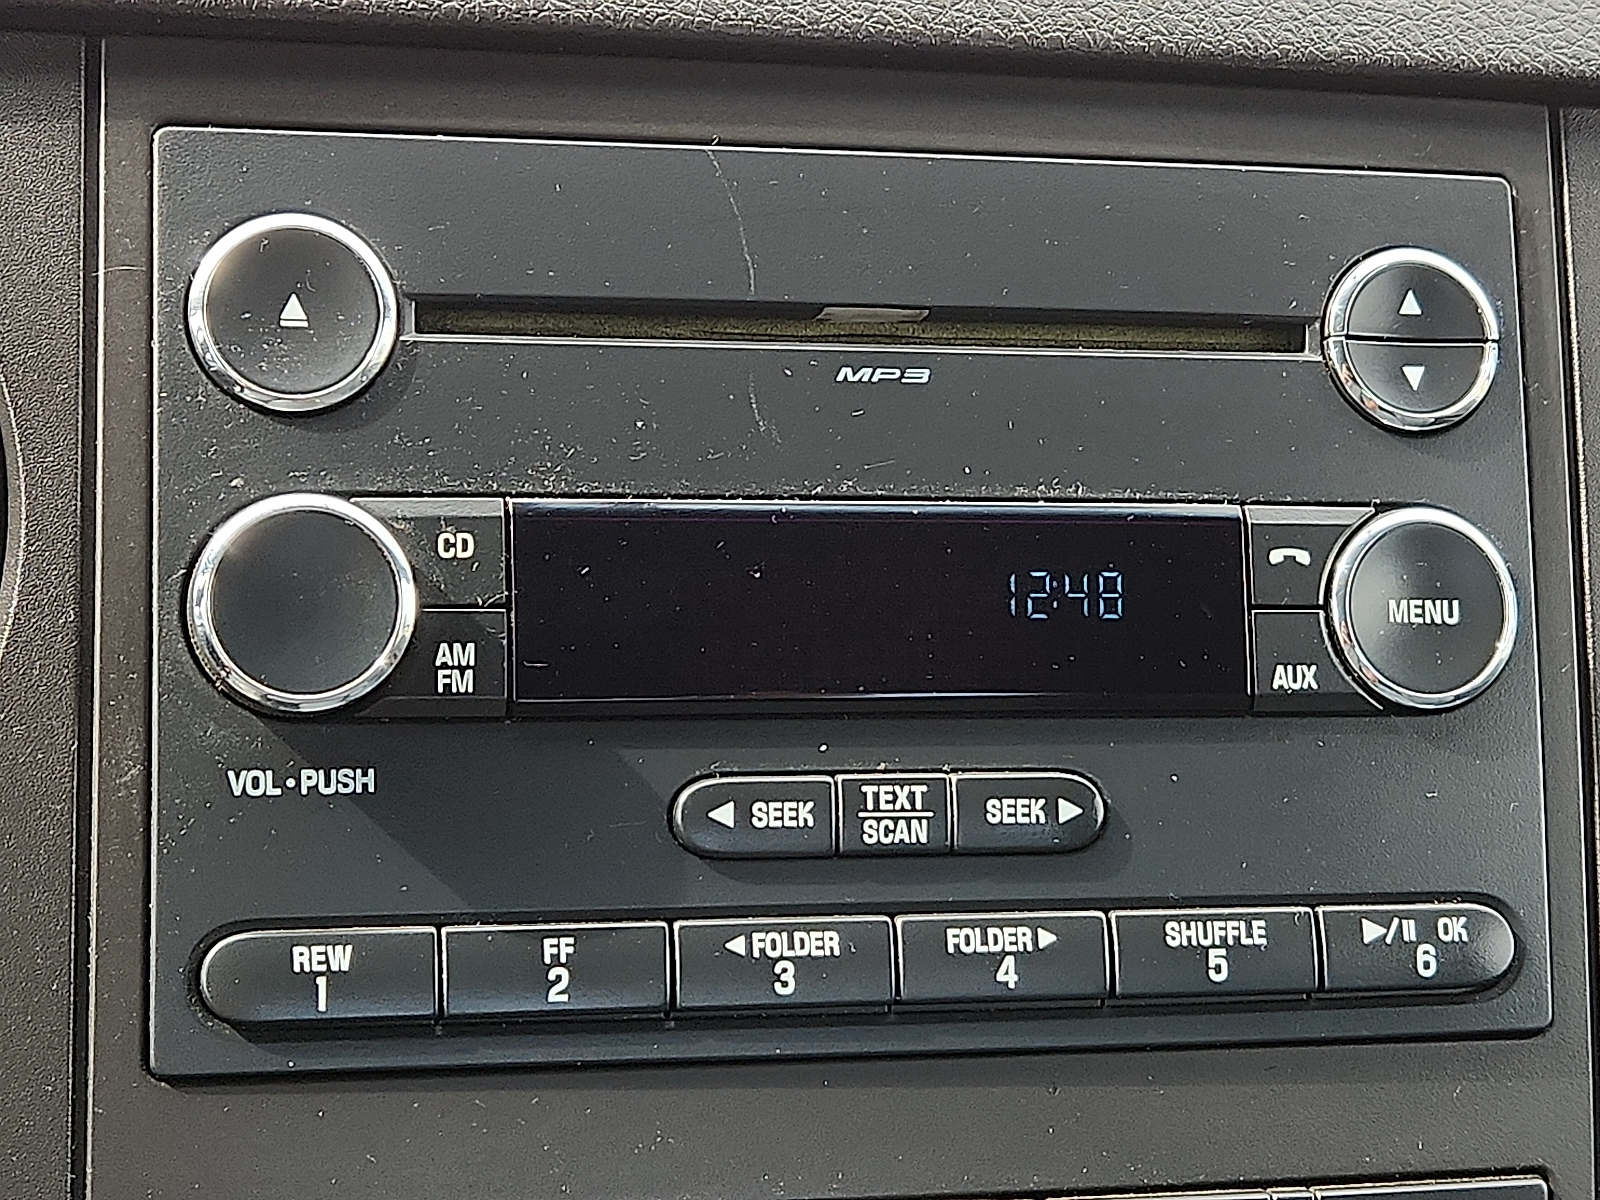 MP3
CD
12:48
AM
FM
AUX
MENU
VOL•PUSH
SEEK
TEXT
SCAN
SEEK
REW
1
FF
2
FOLDER
3
FOLDER
4
SHUFFLE
5
OK
6